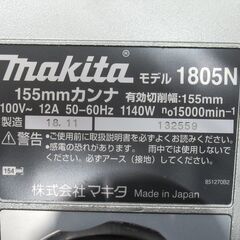 makita モデル 1805N
155mmカンナ 有効切削幅:155mm
100V~ 12A 50-60Hz 1140W n₀15000min⁻¹
製造 18.11 132559
⚠警告 •ご使用前に取扱説明書をよくお読みください。
•感電の恐れがあります。雨中で使用しないでください。
必ずアース(接地)してください。
154
株式会社マキタ Made in Japan
851270B2